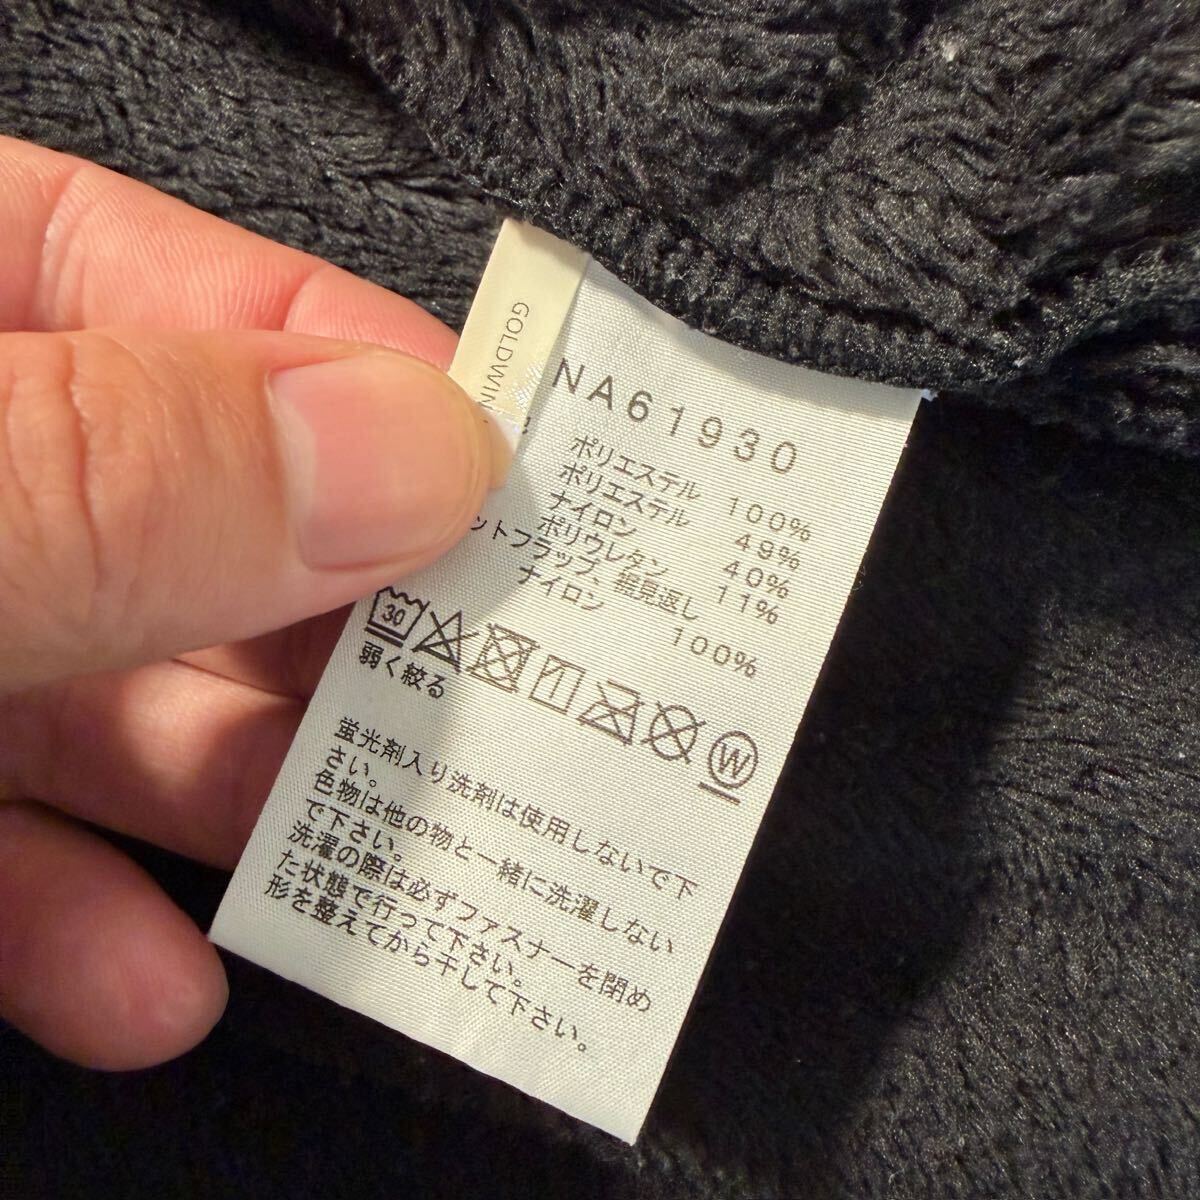 GOLDWIN
NA61930
ポリエステル 100%
ポリエステル 49%
ナイロン 40%
ポリウレタン 11%
ットフラップ、裾見返し
ナイロン 100%
30
弱く絞る
W
蛍光剤入り洗剤は使用しないで下
さい。
色物は他の物と一緒に洗濯しない
で下さい。
洗濯の際は必ずファスナーを閉め
た状態で行って下さい。
形を整えてから干して下さい。